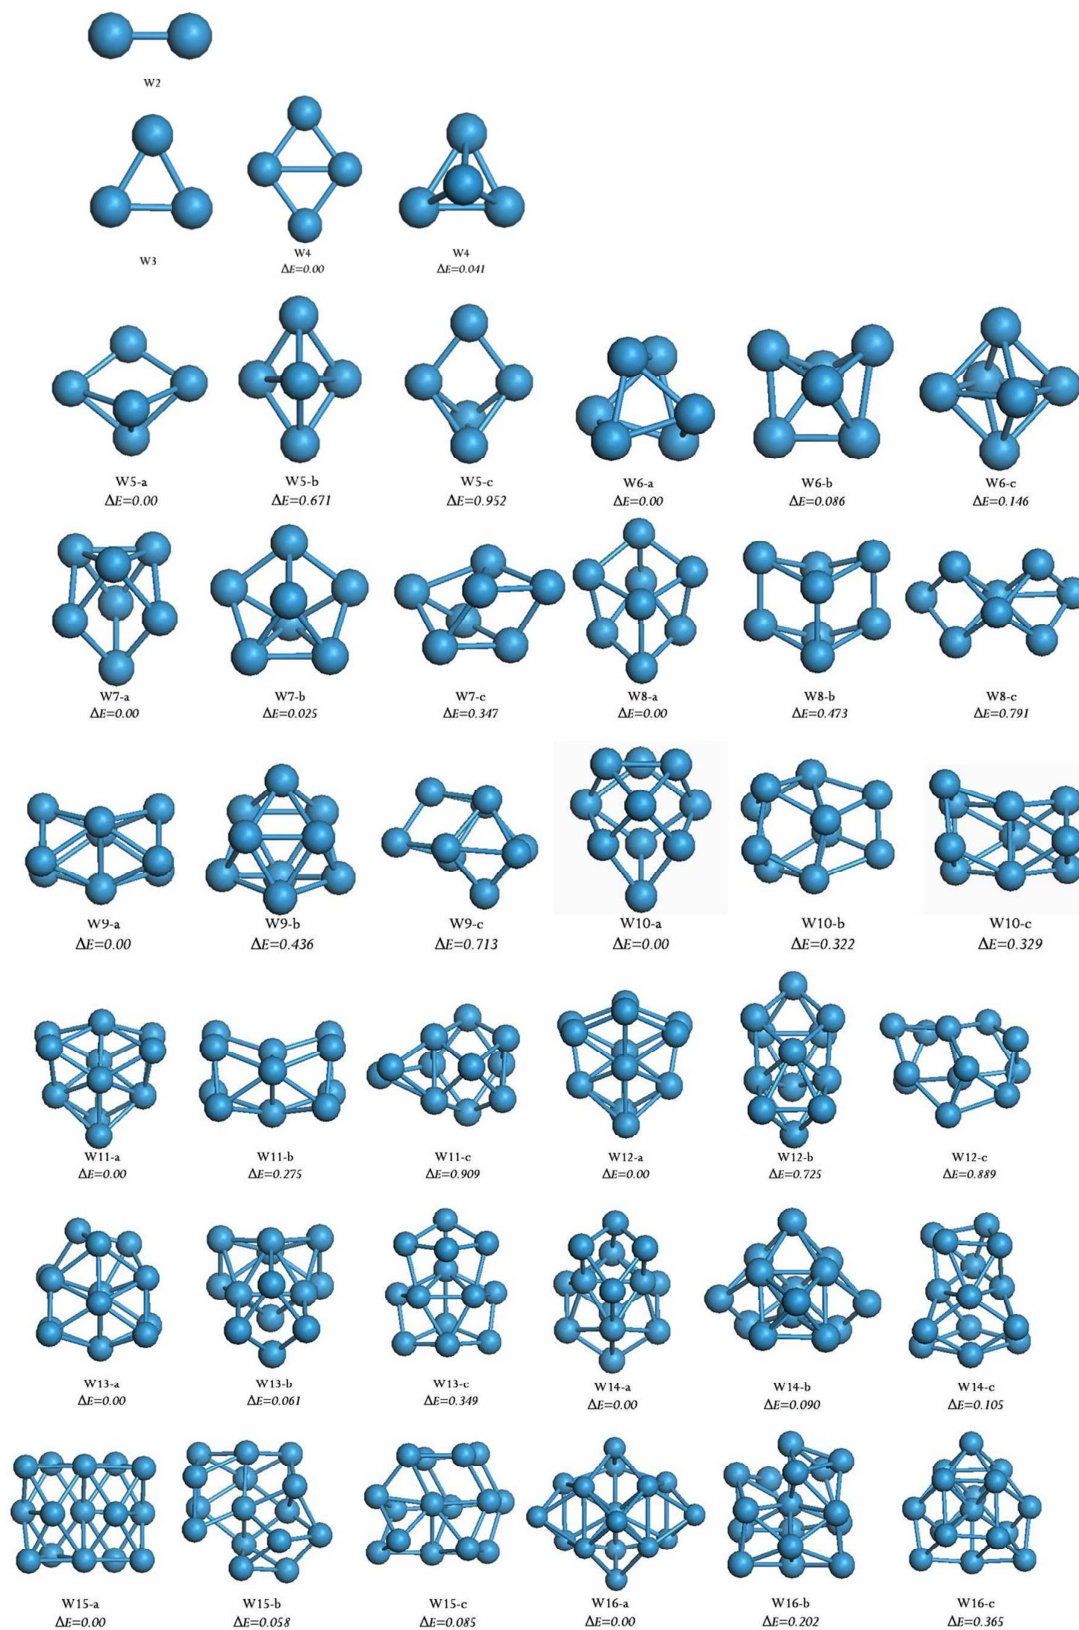 W2
W3
W4
ΔE=0.00
W4
ΔE=0.041
W5-a
ΔE=0.00
W5-b
ΔE=0.671
W5-c
ΔE=0.952
W6-a
ΔE=0.00
W6-b
ΔE=0.086
W6-c
ΔE=0.146
W7-a
ΔE=0.00
W7-b
ΔE=0.025
W7-c
ΔE=0.347
W8-a
ΔE=0.00
W8-b
ΔE=0.473
W8-c
ΔE=0.791
W9-a
ΔE=0.00
W9-b
ΔE=0.436
W9-c
ΔE=0.713
W10-a
ΔE=0.00
W10-b
ΔE=0.322
W10-c
ΔE=0.329
W11-a
ΔE=0.00
W11-b
ΔE=0.275
W11-c
ΔE=0.909
W12-a
ΔE=0.00
W12-b
ΔE=0.725
W12-c
ΔE=0.889
W13-a
ΔE=0.00
W13-b
ΔE=0.061
W13-c
ΔE=0.349
W14-a
ΔE=0.00
W14-b
ΔE=0.090
W14-c
ΔE=0.105
W15-a
ΔE=0.00
W15-b
ΔE=0.058
W15-c
ΔE=0.085
W16-a
ΔE=0.00
W16-b
ΔE=0.202
W16-c
ΔE=0.365